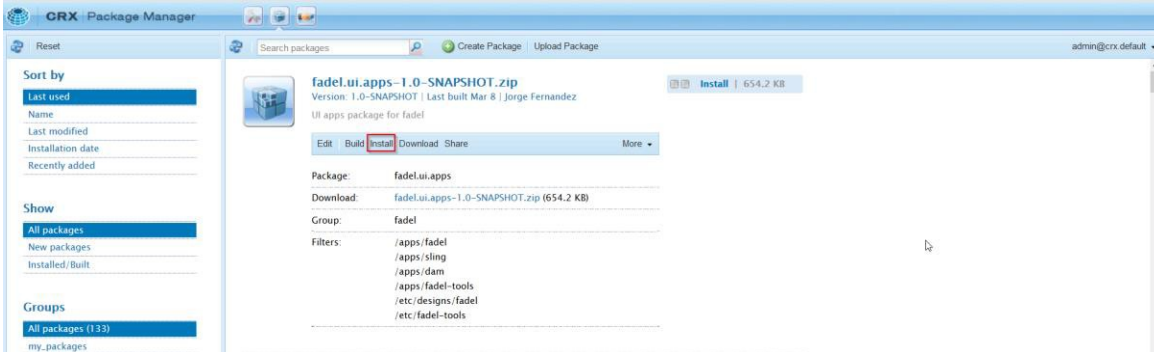 CRX Package Manager
Reset
Search packages
Create Package
Upload Package
admin@crx.default
Sort by
Last used
Name
Last modified
Installation date
Recently added
Show
All packages
New packages
Installed/Built
Groups
All packages (133)
my_packages
fadel.ui.apps-1.0-SNAPSHOT.zip
Version: 1.0-SNAPSHOT | Last built Mar 8 | Jorge Fernandez
UI apps package for fadel
Install | 654.2 KB
Edit Build Install Download Share More
Package: fadel.ui.apps
Download: fadel.ui.apps-1.0-SNAPSHOT.zip (654.2 KB)
Group: fadel
Filters: /apps/fadel
/apps/sling
/apps/dam
/apps/fadel-tools
/etc/designs/fadel
/etc/fadel-tools